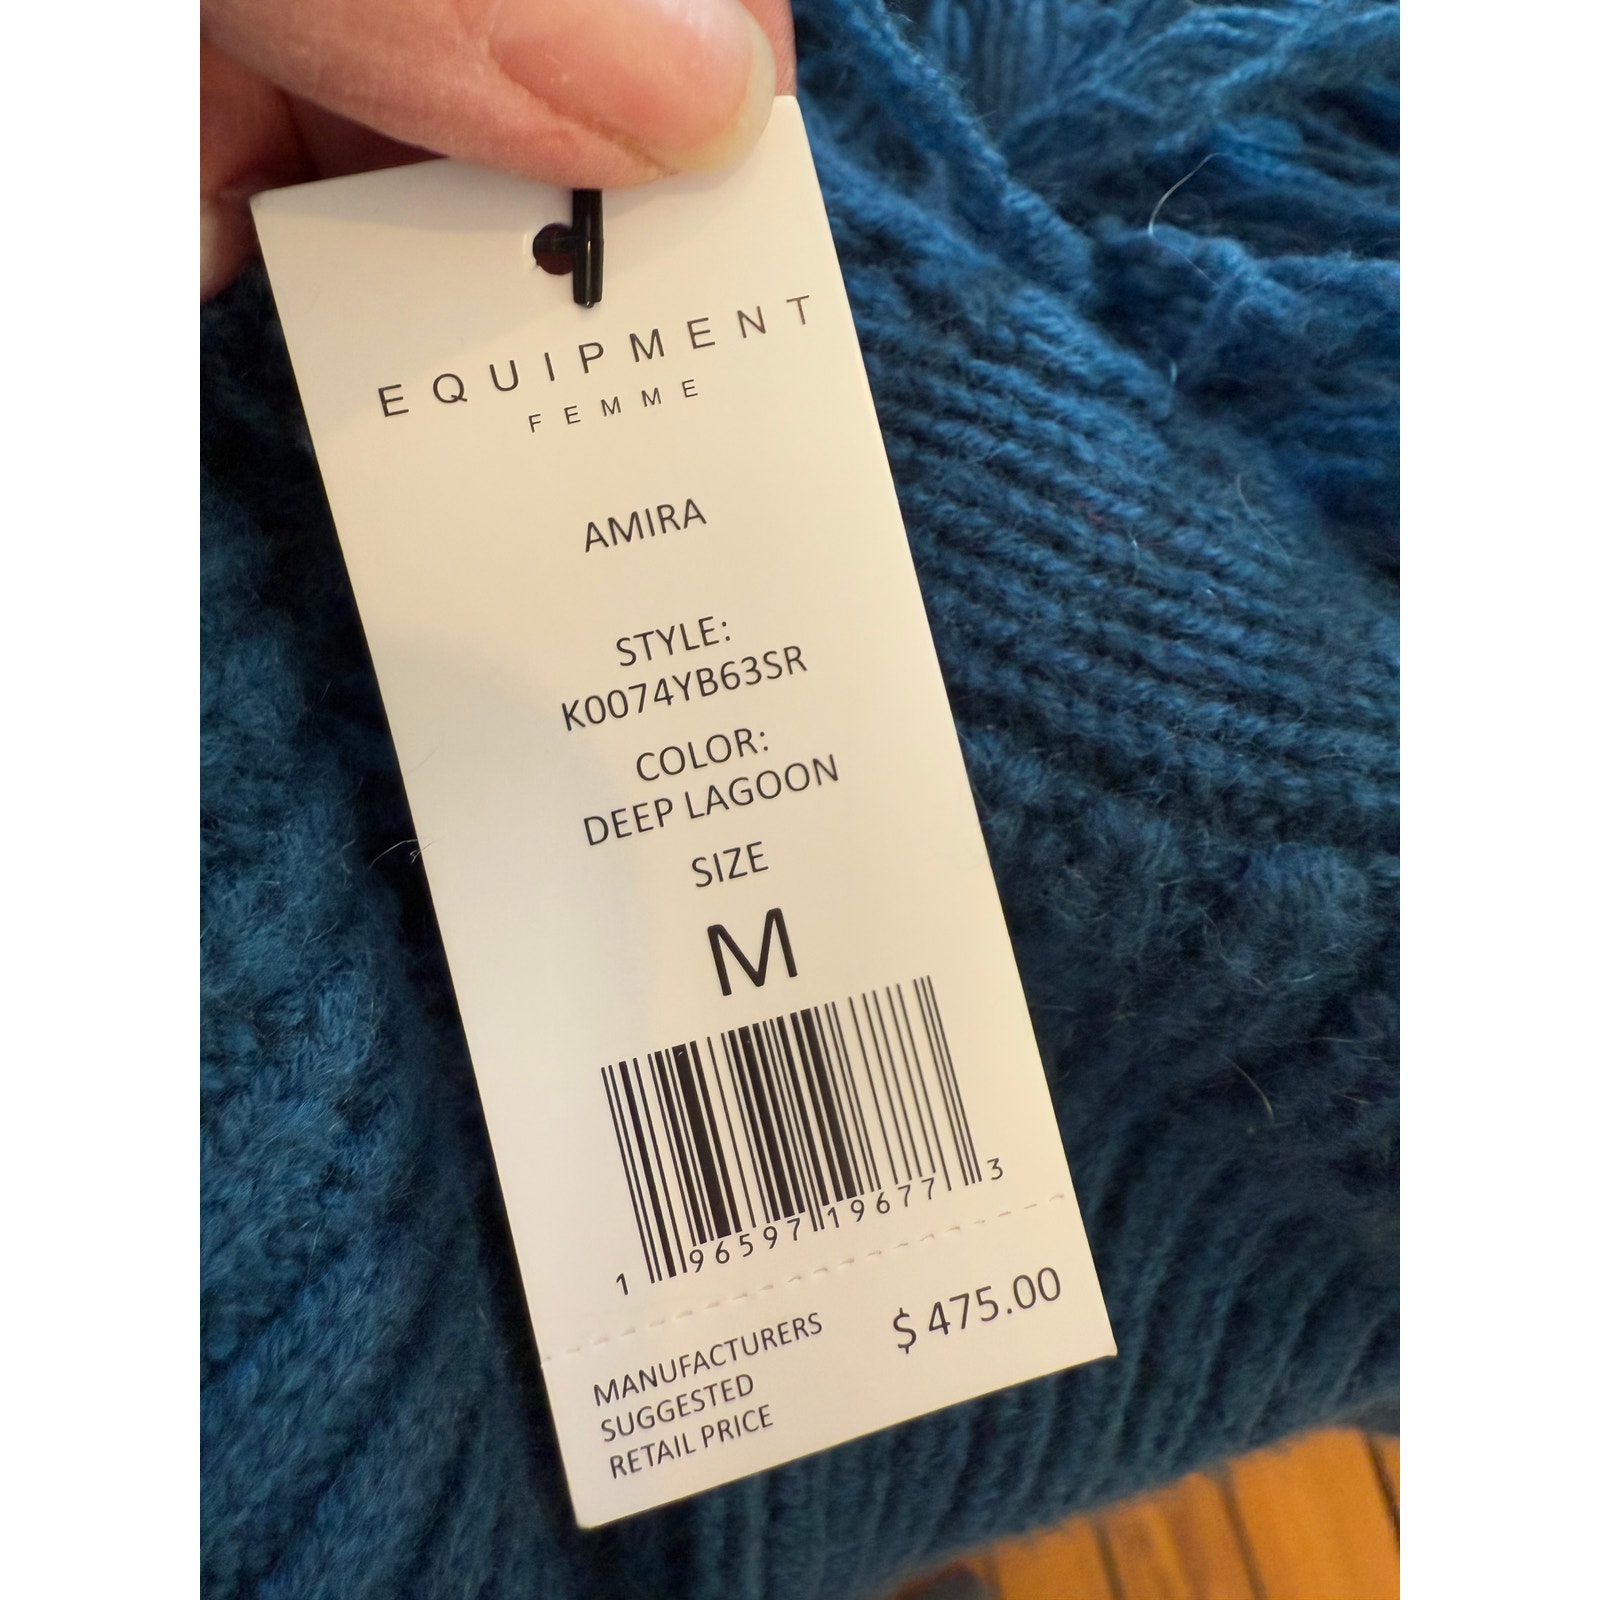 EQUIPMENT
FEMME
AMIRA
STYLE:
K0074YB63SR
COLOR:
DEEP LAGOON
SIZE
M
1 96597 19677 3
MANUFACTURERS
SUGGESTED
RETAIL PRICE
$ 475.00